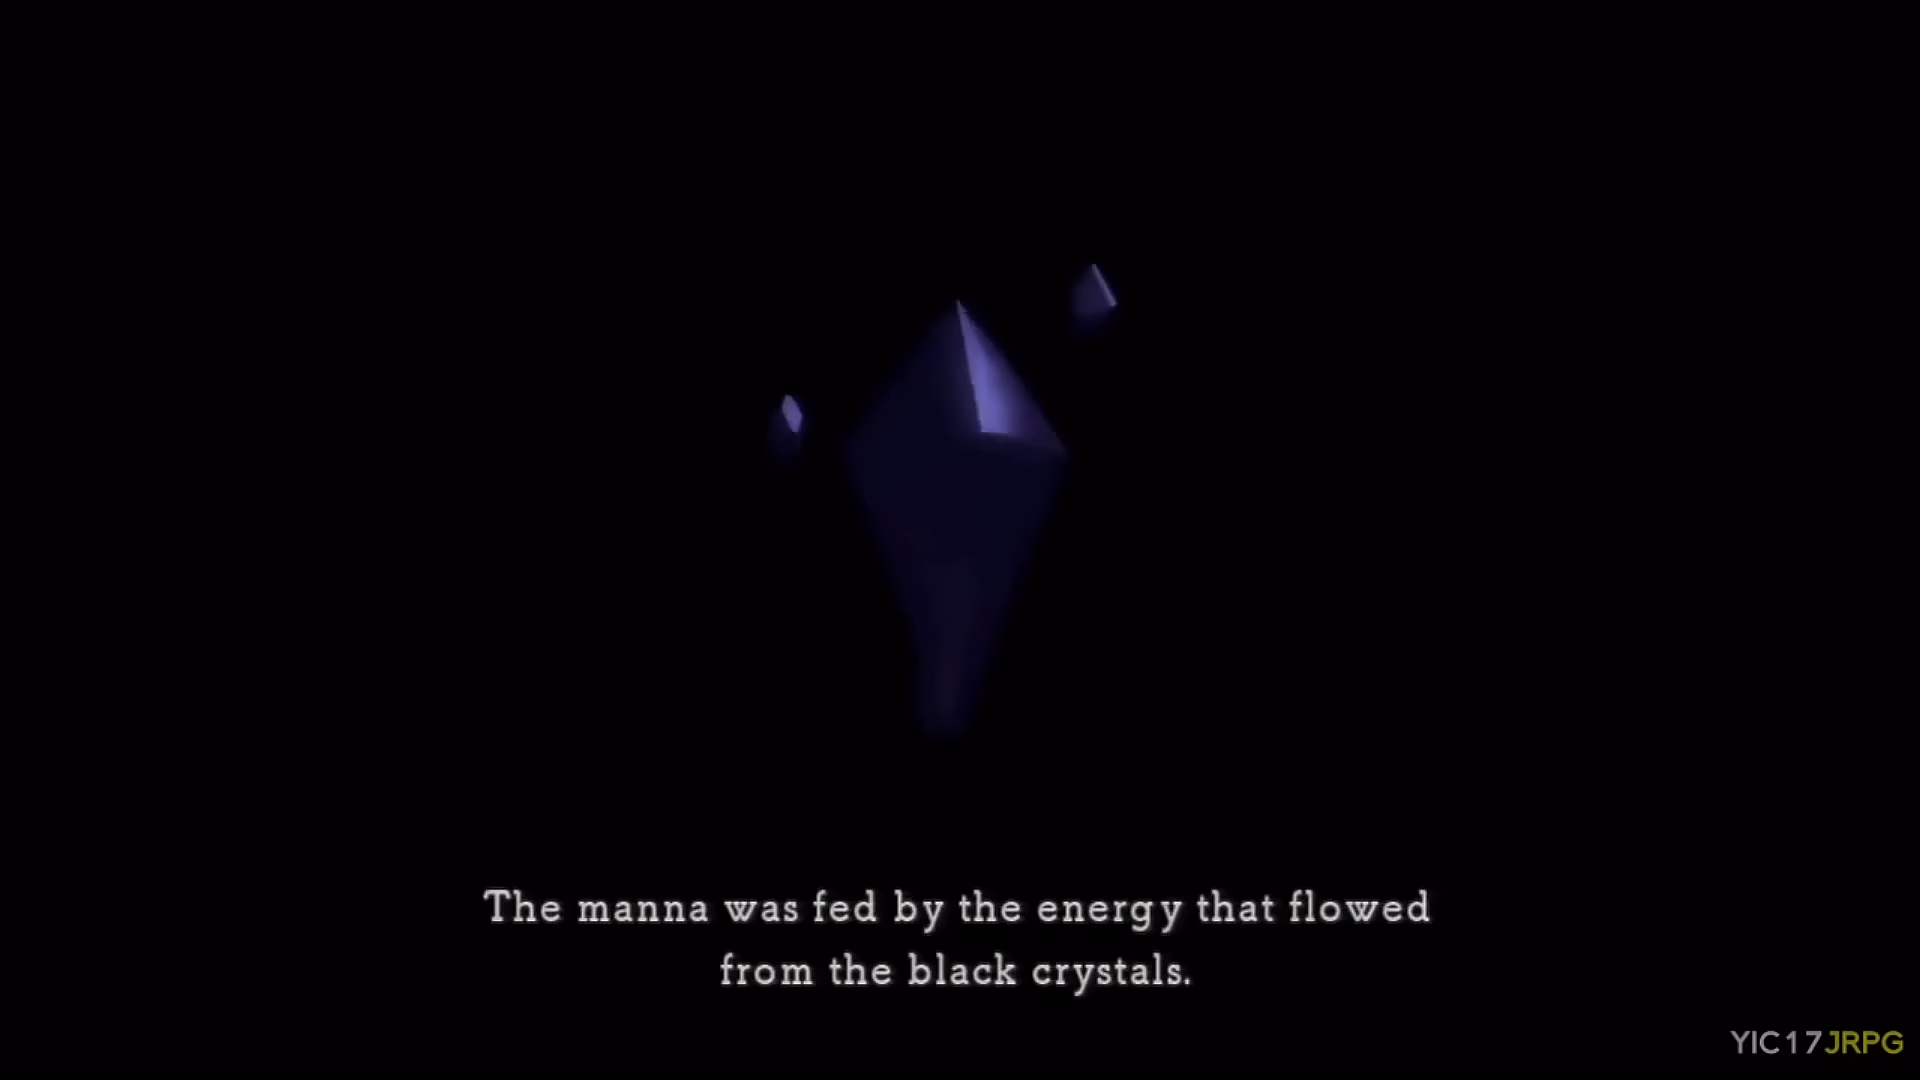 The manna was fed by the energy that flowed
from the black crystals.
YIC17JRPG